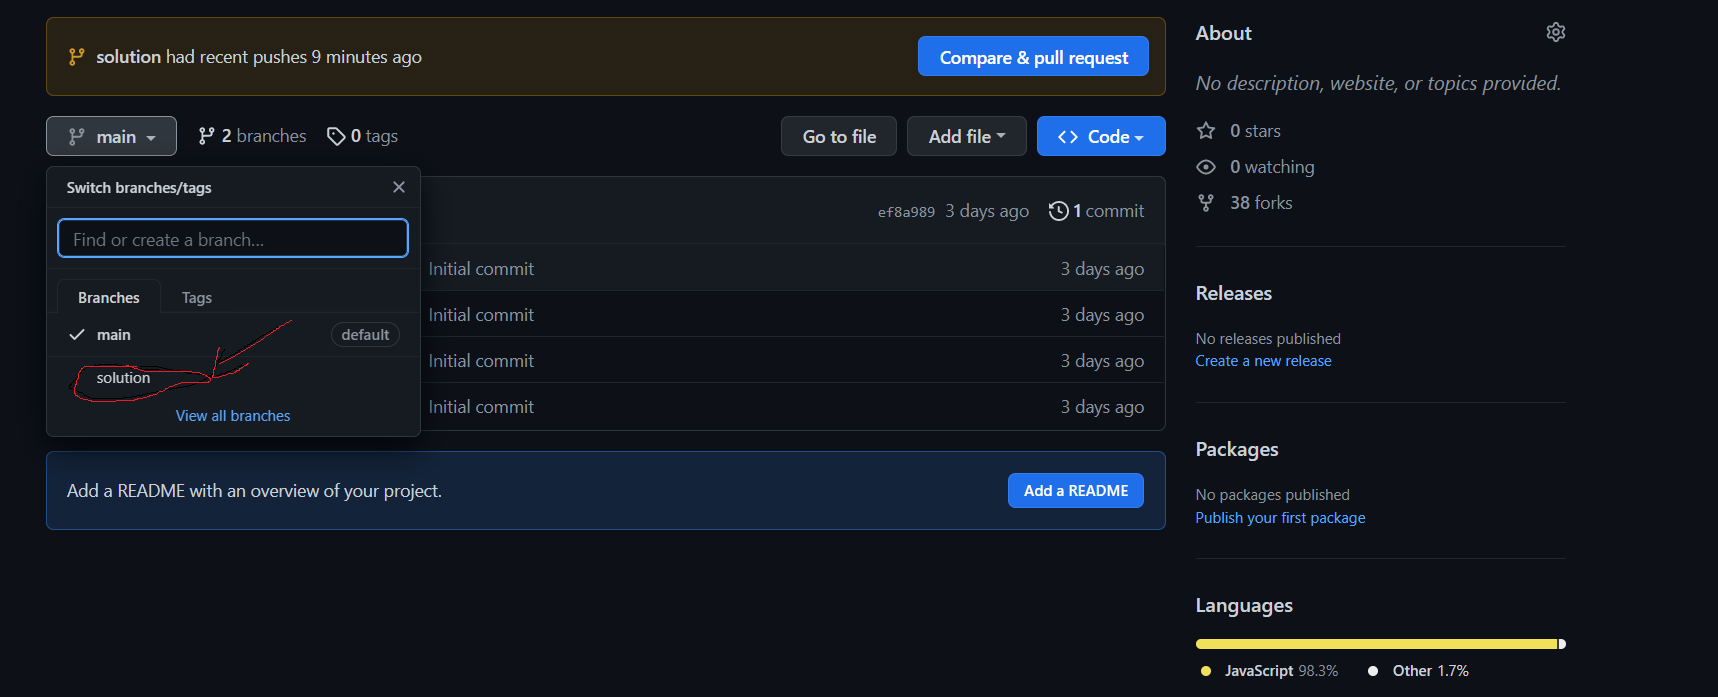 solution had recent pushes 9 minutes ago
Compare & pull request
main
2 branches
0 tags
Go to file
Add file
Code
Switch branches/tags
Find or create a branch...
Branches
Tags
main
default
solution
View all branches
ef8a989 3 days ago
1 commit
Initial commit
3 days ago
Initial commit
3 days ago
Initial commit
3 days ago
Initial commit
3 days ago
Add a README with an overview of your project.
Add a README
About
No description, website, or topics provided.
0 stars
0 watching
38 forks
Releases
No releases published
Create a new release
Packages
No packages published
Publish your first package
Languages
JavaScript 98.3%
Other 1.7%